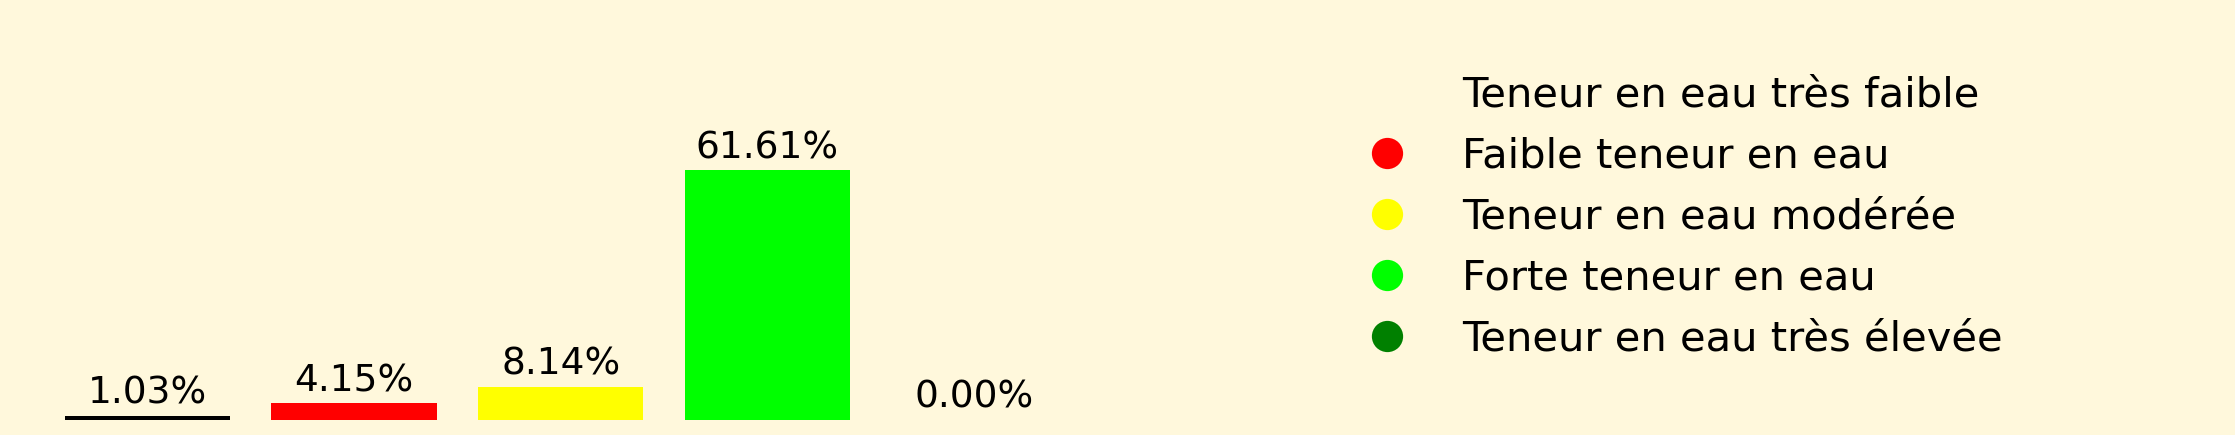 61.61%
8.14%
4.15%
1.03%
0.00%
Teneur en eau très faible
Faible teneur en eau
Teneur en eau modérée
Forte teneur en eau
Teneur en eau très élevée